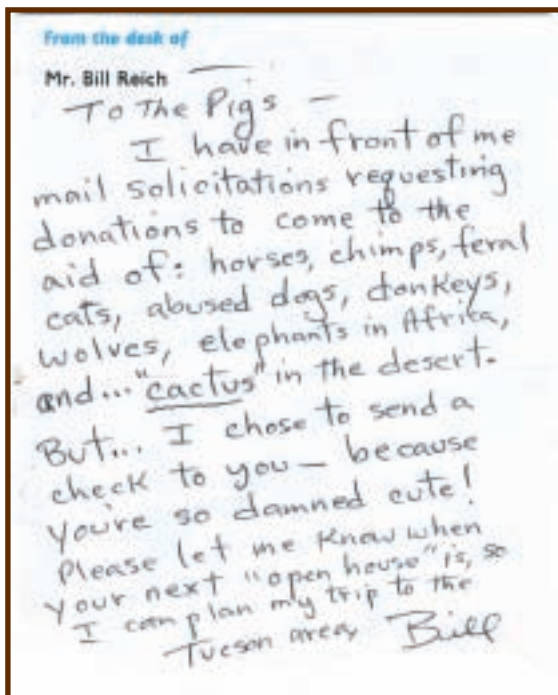 From the desk of
Mr. Bill Reich
To The Pigs —
I have in front of me
mail solicitations requesting
donations to come to the
aid of: horses, chimps, feral
cats, abused dogs, donkeys,
wolves, elephants in Africa,
and... "cactus" in the desert.
But... I chose to send a
check to you — because
you're so damned cute!
Please let me know when
your next "open house" is, so
I can plan my trip to the
Tucson area, Bill